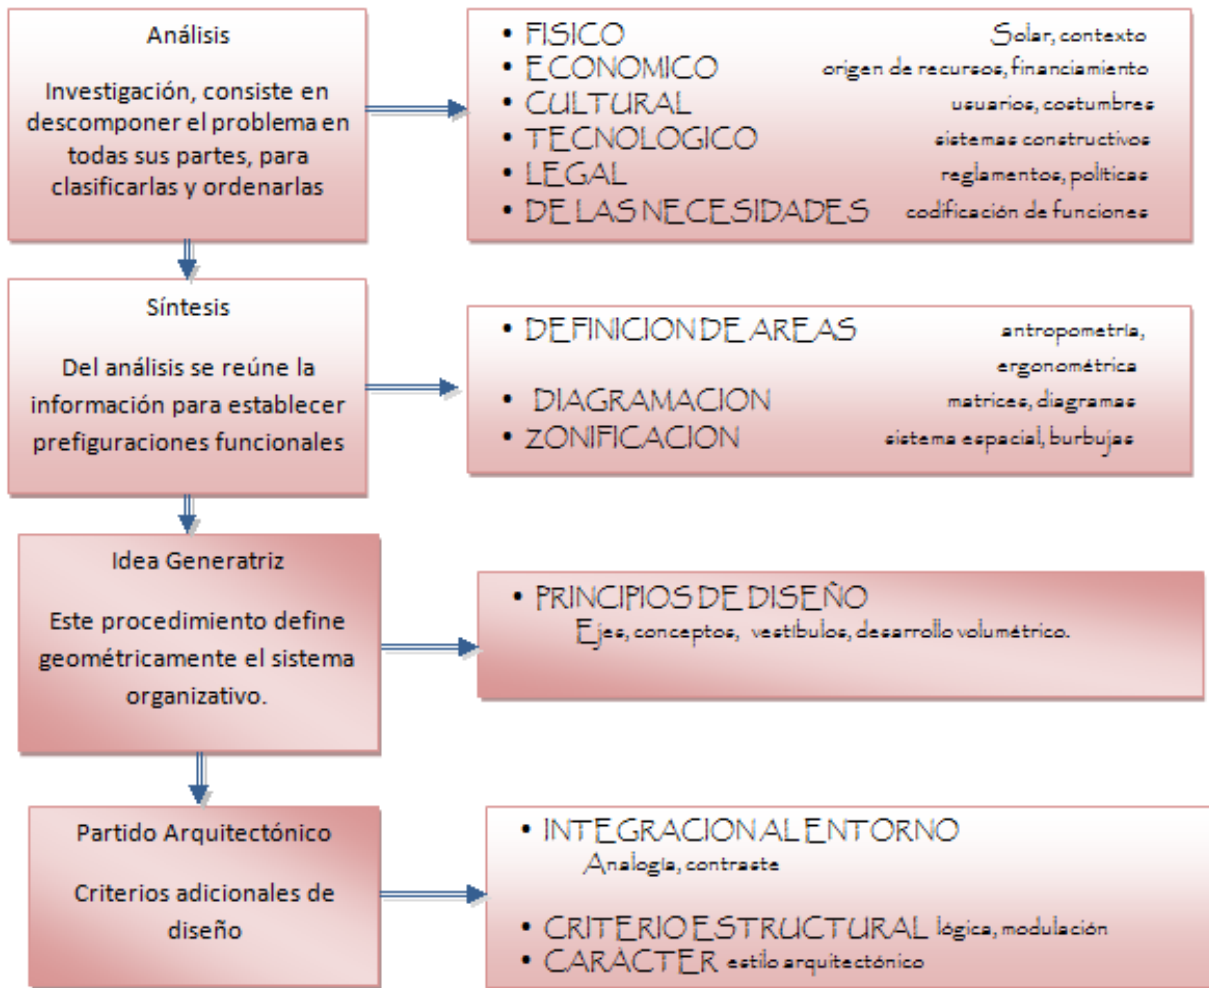 Análisis
Investigación, consiste en
descomponer el problema en
todas sus partes, para
clasificarlas y ordenarlas
• FISICO Solar, contexto
• ECONOMICO origen de recursos, financiamiento
• CULTURAL usuarios, costumbres
• TECNOLOGICO sistemas constructivos
• LEGAL reglamentos, políticas
• DE LAS NECESIDADES codificación de funciones
Síntesis
Del análisis se reúne la
información para establecer
prefiguraciones funcionales
• DEFINICION DE AREAS antropometría,
ergonométrica
• DIAGRAMACION matrices, diagramas
• ZONIFICACION sistema espacial, burbujas
Idea Generatriz
Este procedimiento define
geométricamente el sistema
organizativo.
• PRINCIPIOS DE DISEÑO
Ejes, conceptos, vestíbulos, desarrollo volumétrico.
Partido Arquitectónico
Criterios adicionales de
diseño
• INTEGRACION AL ENTORNO
Analogía, contraste
• CRITERIO ESTRUCTURAL lógica, modulación
• CARÀCTER estilo arquitectónico